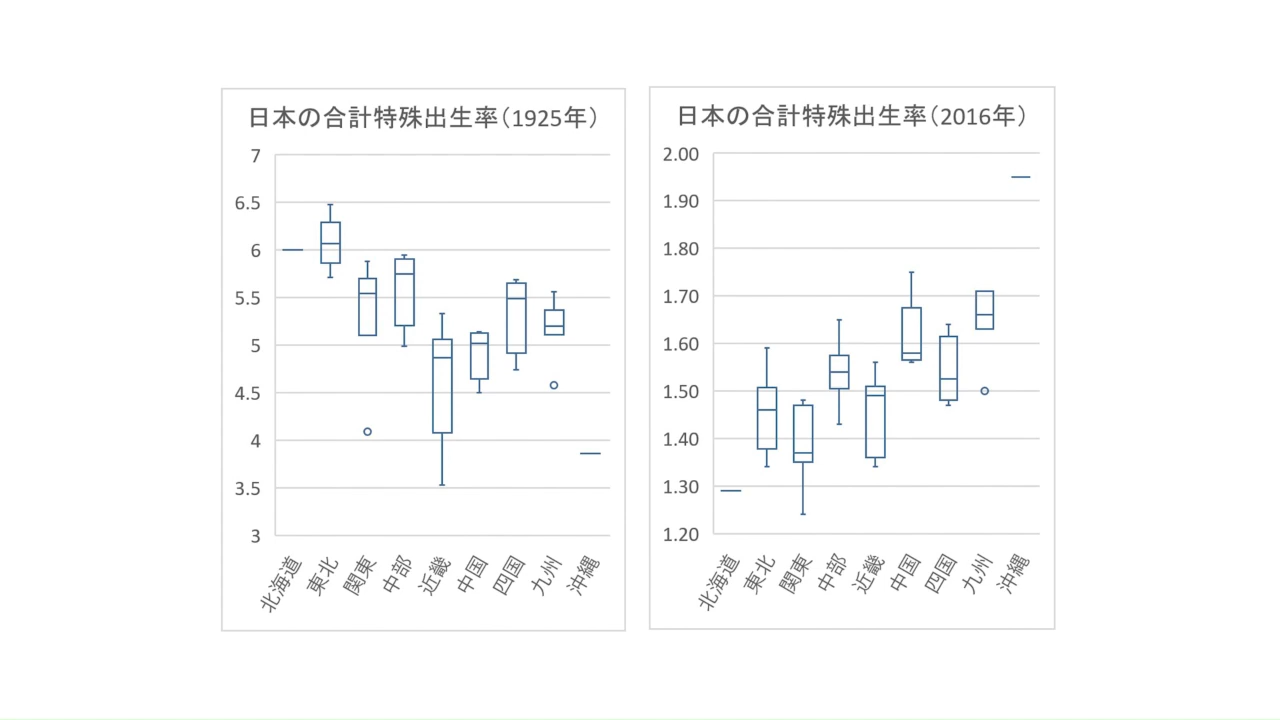 日本の合計特殊出生率（1925年）
7
6.5
6
5.5
5
4.5
4
3.5
3
北海道
東北
関東
中部
近畿
中国
四国
九州
沖縄
日本の合計特殊出生率（2016年）
2.00
1.90
1.80
1.70
1.60
1.50
1.40
1.30
1.20
北海道
東北
関東
中部
近畿
中国
四国
九州
沖縄